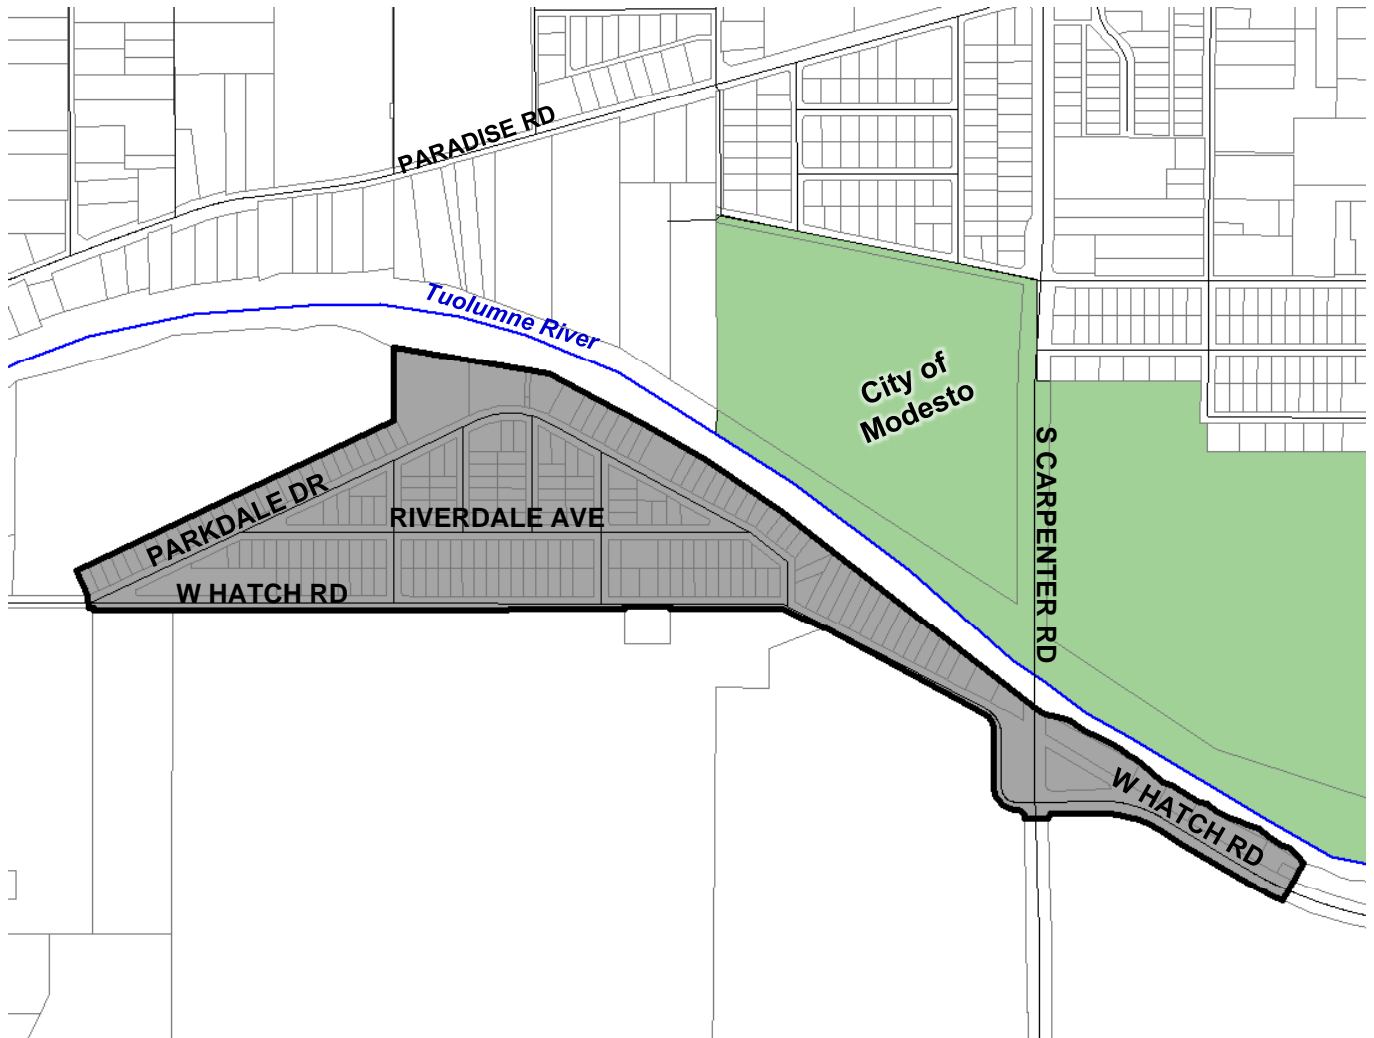 PARADISE RD
Tuolumne River
City of
Modesto
S CARPENTER RD
PARKDALE DR
RIVERDALE AVE
W HATCH RD
W HATCH RD